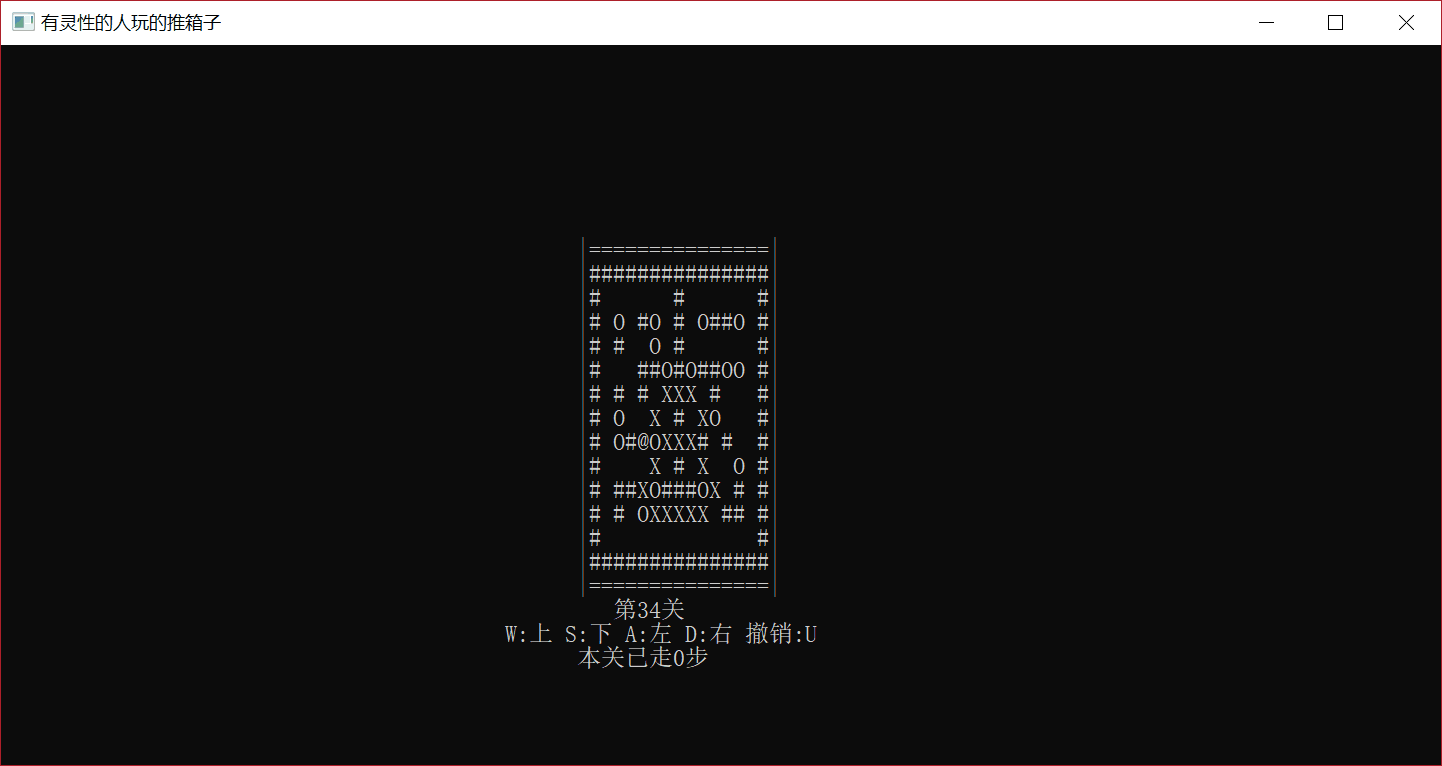 有灵性的人玩的推箱子
|===============|
|###############|
|#      #      #|
|# O #O # O##O #|
|# #  O #      #|
|#   ##O#O##OO #|
|# # # XXX #   #|
|# O  X # XO   #|
|# O#@OXXX# #  #|
|#    X # X  O #|
|# ##XO###OX # #|
|# # OXXXXX ## #|
|#             #|
|###############|
|===============|
第34关
W:上 S:下 A:左 D:右 撤销:U
本关已走0步